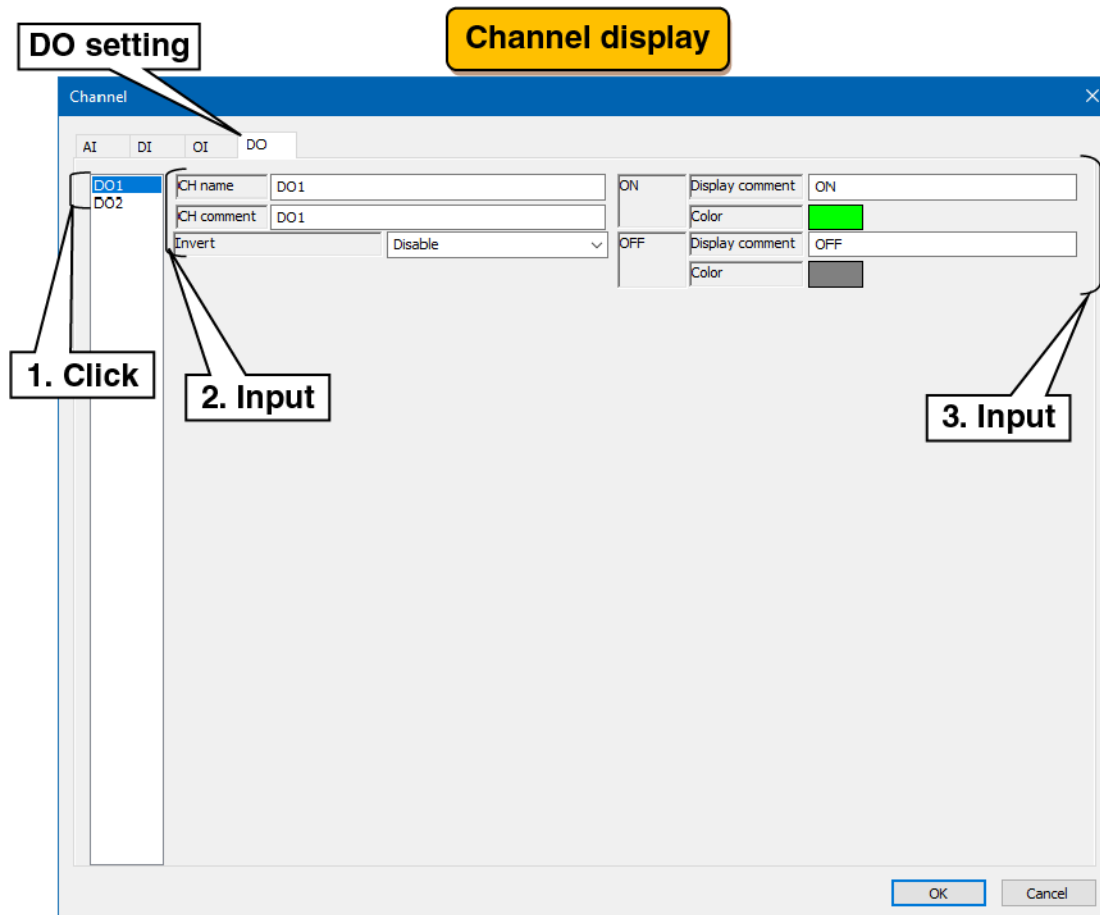 Channel display
DO setting
Channel
AI DI OI DO
DO1
DO2
CH name DO1
CH comment DO1
Invert Disable
ON Display comment ON
Color
OFF Display comment OFF
Color
1. Click
2. Input
3. Input
OK Cancel